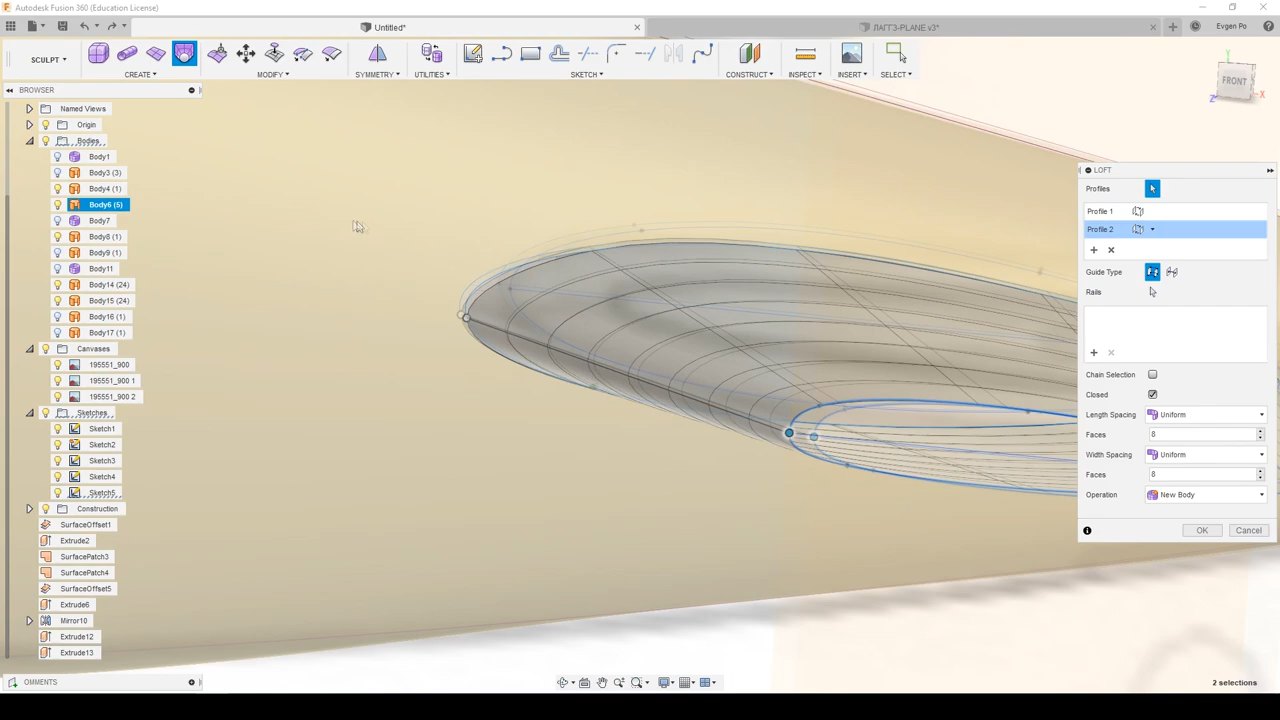 Autodesk Fusion 360 (Education License)
Untitled*
ЛАГГ3-PLANE v3*
Evgen Po
SCULPT
CREATE
MODIFY
SYMMETRY
UTILITIES
SKETCH
CONSTRUCT
INSPECT
INSERT
SELECT
FRONT
Y
X
Z
BROWSER
Named Views
Origin
Bodies
Body1
Body3 (3)
Body4 (1)
Body6 (5)
Body7
Body8 (1)
Body9 (1)
Body11
Body14 (24)
Body15 (24)
Body16 (1)
Body17 (1)
Canvases
195551_900
195551_900 1
195551_900 2
Sketches
Sketch1
Sketch2
Sketch3
Sketch4
Sketch5
Construction
SurfaceOffset1
Extrude2
SurfacePatch3
SurfacePatch4
SurfaceOffset5
Extrude6
Mirror10
Extrude12
Extrude13
OMMENTS
LOFT
Profiles
Profile 1
Profile 2
Guide Type
Rails
Chain Selection
Closed
Length Spacing Uniform
Faces 8
Width Spacing Uniform
Faces 8
Operation New Body
OK Cancel
2 selections